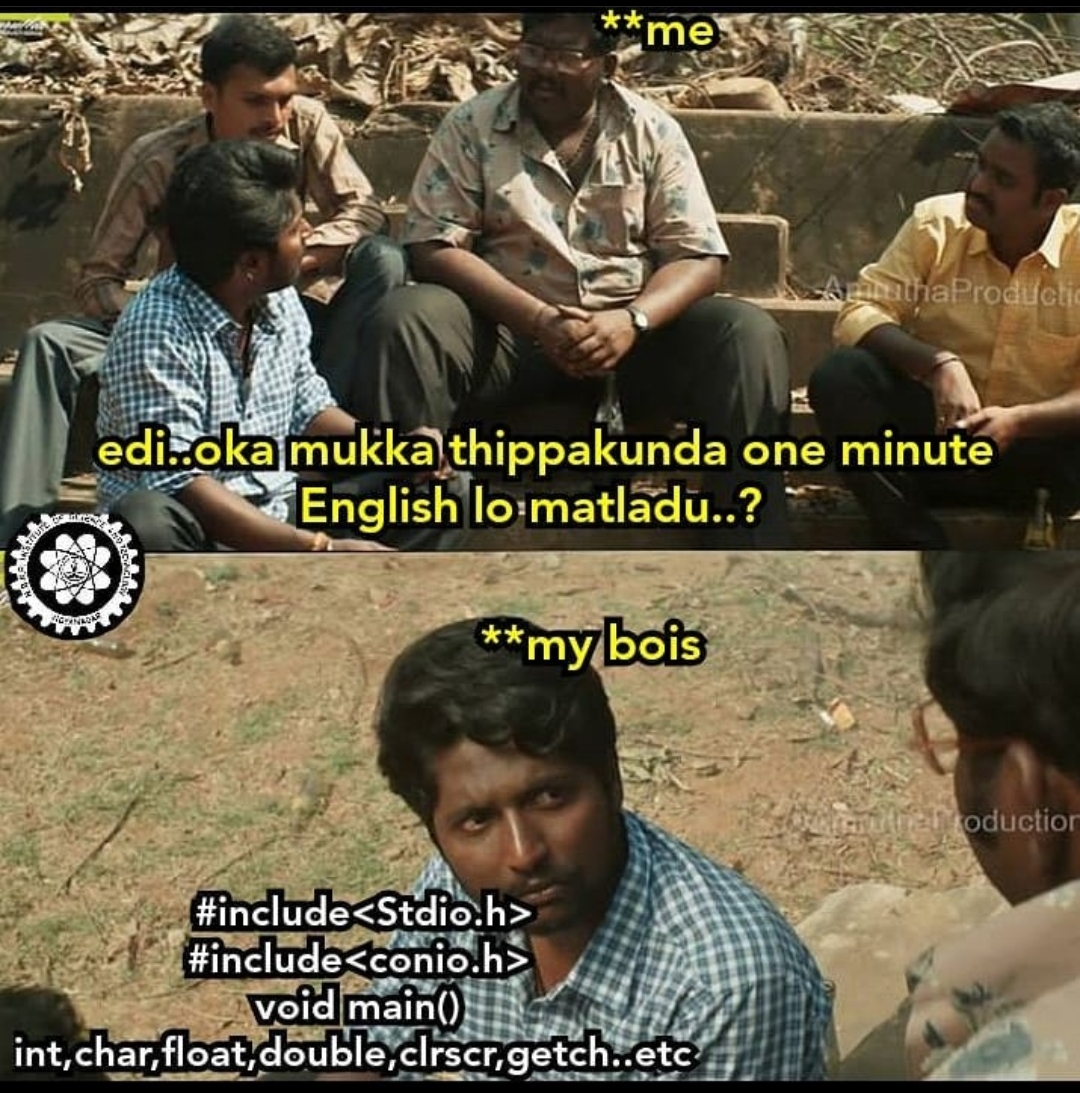 **me
AmruthaProductio
edi..oka mukka thippakunda one minute
English lo matladu..?
**my bois
#include<Stdio.h>
#include<conio.h>
void main()
int,char,float,double,clrscr,getch..etc